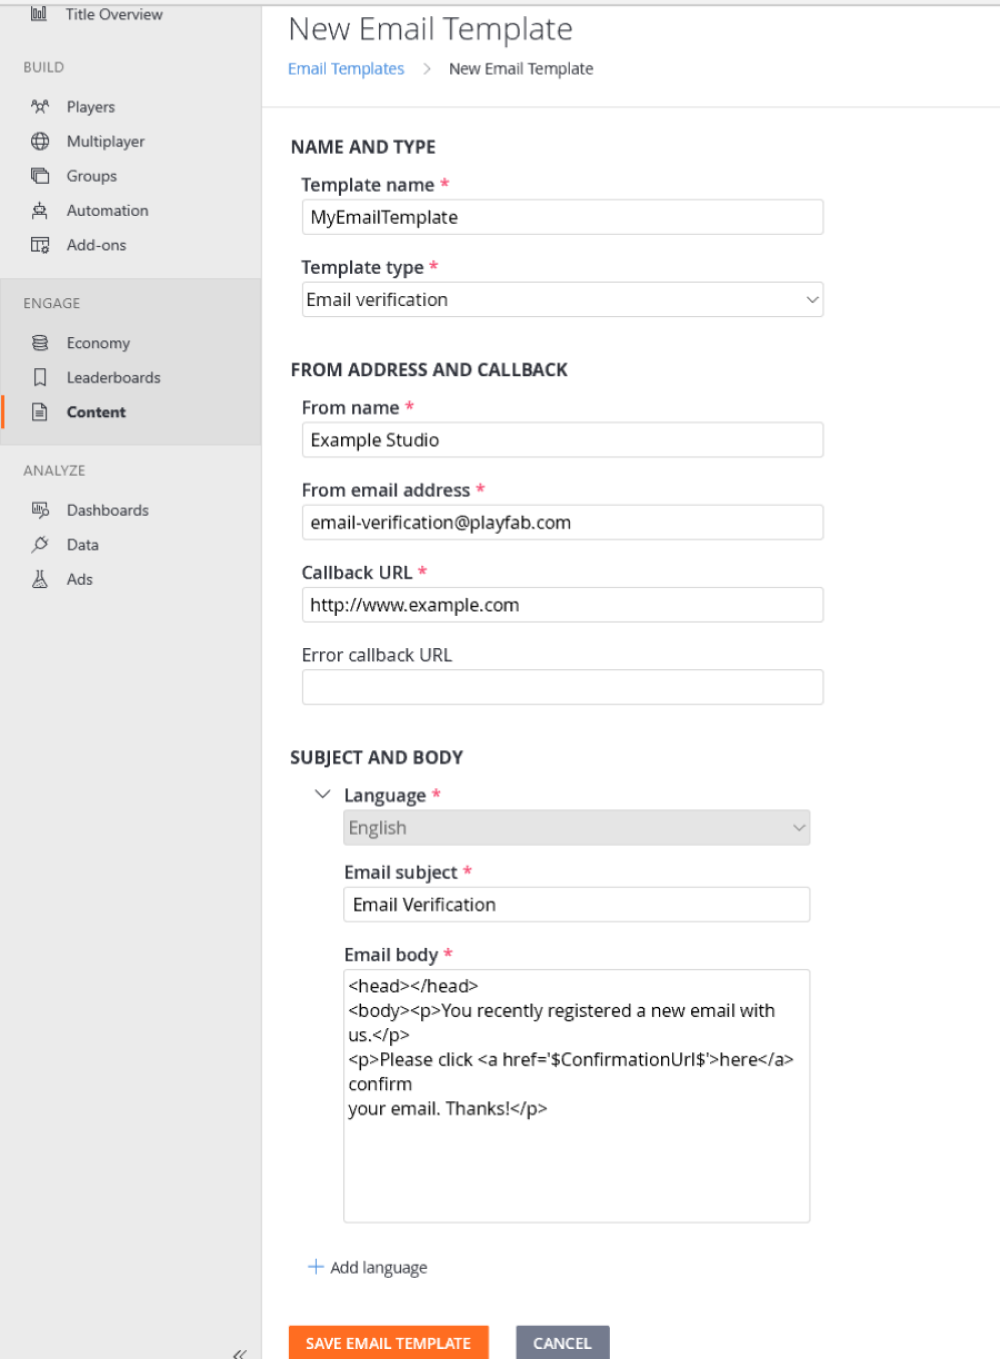 Title Overview
BUILD
Players
Multiplayer
Groups
Automation
Add-ons
ENGAGE
Economy
Leaderboards
Content
ANALYZE
Dashboards
Data
Ads
New Email Template
Email Templates > New Email Template
NAME AND TYPE
Template name *
MyEmailTemplate
Template type *
Email verification
FROM ADDRESS AND CALLBACK
From name *
Example Studio
From email address *
email-verification@playfab.com
Callback URL *
http://www.example.com
Error callback URL
SUBJECT AND BODY
Language *
English
Email subject *
Email Verification
Email body *
<head></head>
<body><p>You recently registered a new email with
us.</p>
<p>Please click <a href='$ConfirmationUrl$'>here</a>
confirm
your email. Thanks!</p>
+ Add language
SAVE EMAIL TEMPLATE
CANCEL